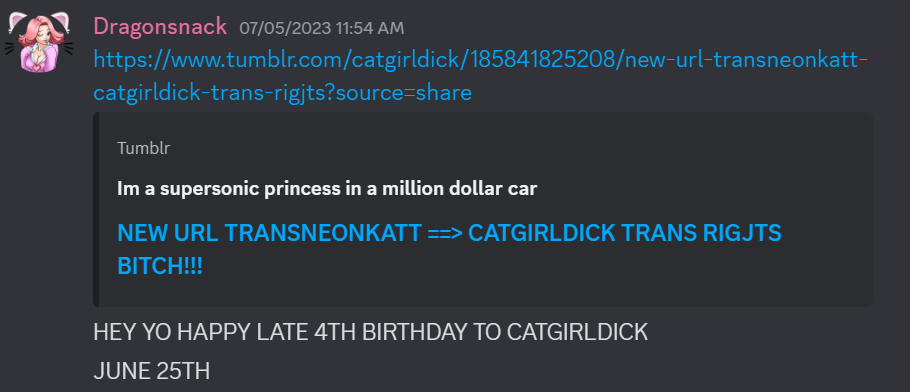 Dragonsnack 07/05/2023 11:54 AM
https://www.tumblr.com/catgirldick/185841825208/new-url-transneonkatt-
catgirldick-trans-rigjts?source=share
Tumblr
Im a supersonic princess in a million dollar car
NEW URL TRANSNEONKATT ==> CATGIRLDICK TRANS RIGJTS
BITCH!!!
HEY YO HAPPY LATE 4TH BIRTHDAY TO CATGIRLDICK
JUNE 25TH